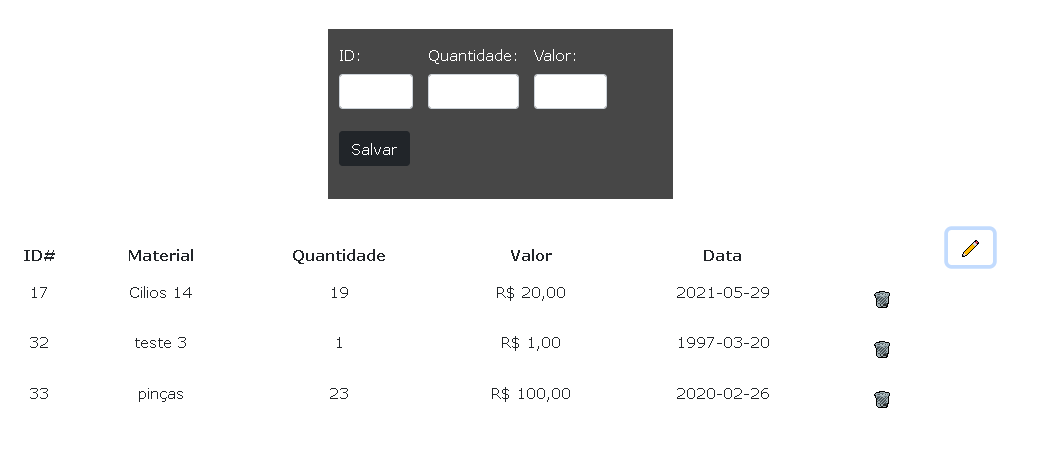 ID: Quantidade: Valor:
Salvar
ID# Material Quantidade Valor Data
17 Cilios 14 19 R$ 20,00 2021-05-29
32 teste 3 1 R$ 1,00 1997-03-20
33 pinças 23 R$ 100,00 2020-02-26